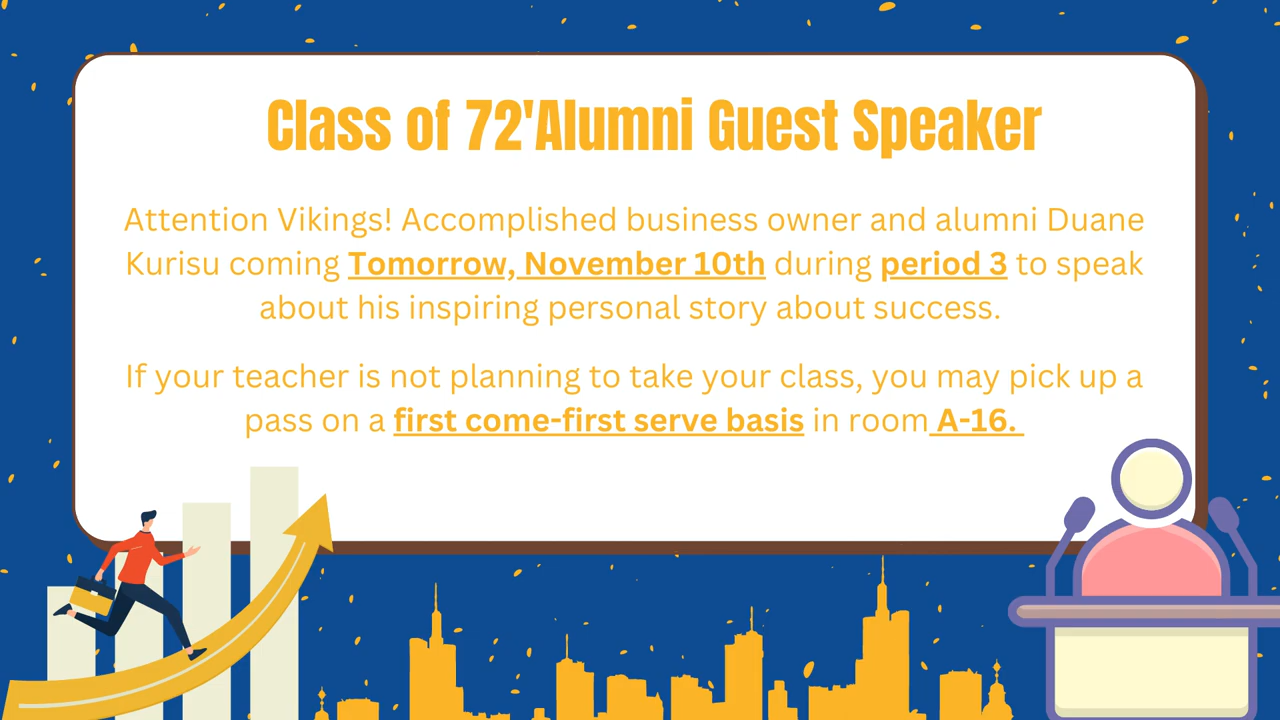 Class of 72'Alumni Guest Speaker
Attention Vikings! Accomplished business owner and alumni Duane
Kurisu coming Tomorrow, November 10th during period 3 to speak
about his inspiring personal story about success.
If your teacher is not planning to take your class, you may pick up a
pass on a first come-first serve basis in room A-16.